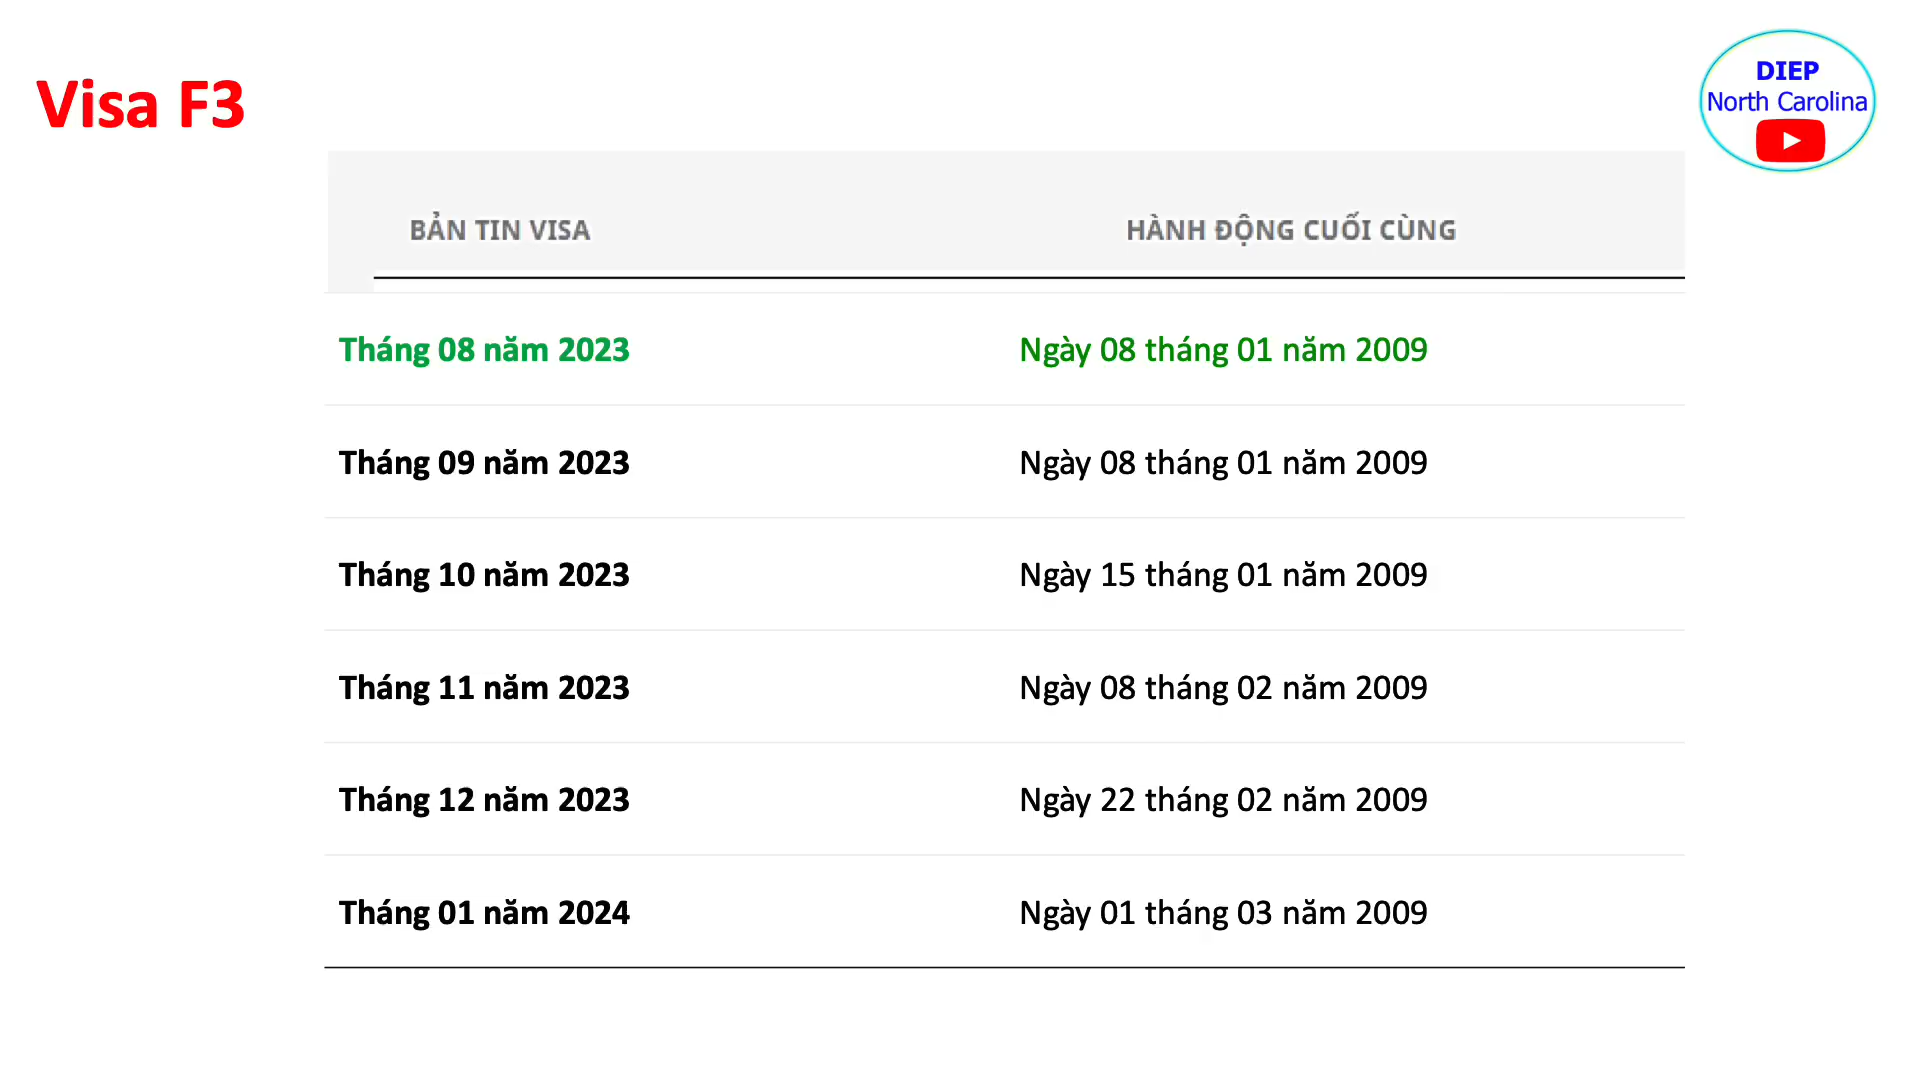 Visa F3
DIEP
North Carolina
BẢN TIN VISA HÀNH ĐỘNG CUỐI CÙNG
Tháng 08 năm 2023 Ngày 08 tháng 01 năm 2009
Tháng 09 năm 2023 Ngày 08 tháng 01 năm 2009
Tháng 10 năm 2023 Ngày 15 tháng 01 năm 2009
Tháng 11 năm 2023 Ngày 08 tháng 02 năm 2009
Tháng 12 năm 2023 Ngày 22 tháng 02 năm 2009
Tháng 01 năm 2024 Ngày 01 tháng 03 năm 2009